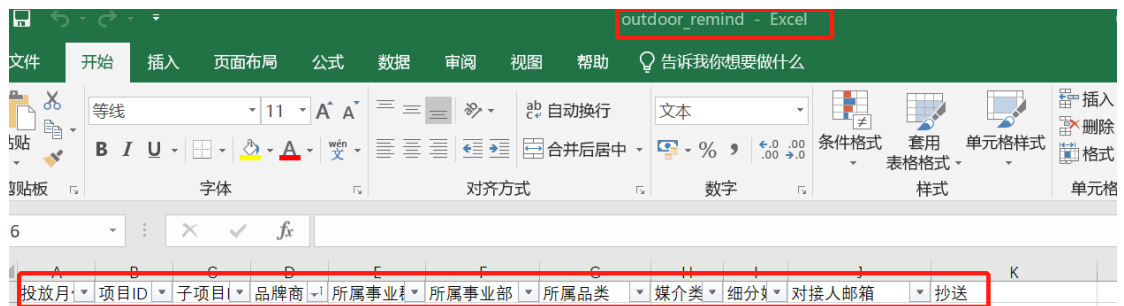 outdoor_remind - Excel
文件 开始 插入 页面布局 公式 数据 审阅 视图 帮助 告诉我你想要做什么
等线 11 A A ab 自动换行 文本 条件格式 套用 表格格式 单元格样式 插入
贴 B I U A wén 文 合并后居中 % .00 .0 删除
格式
剪贴板 字体 对齐方式 数字 样式 单元格
6 fx
A B C D E F G H I J K
投放月 项目ID 子项目I 品牌商 所属事业 所属事业部 所属品类 媒介类 细分 对接人邮箱 抄送